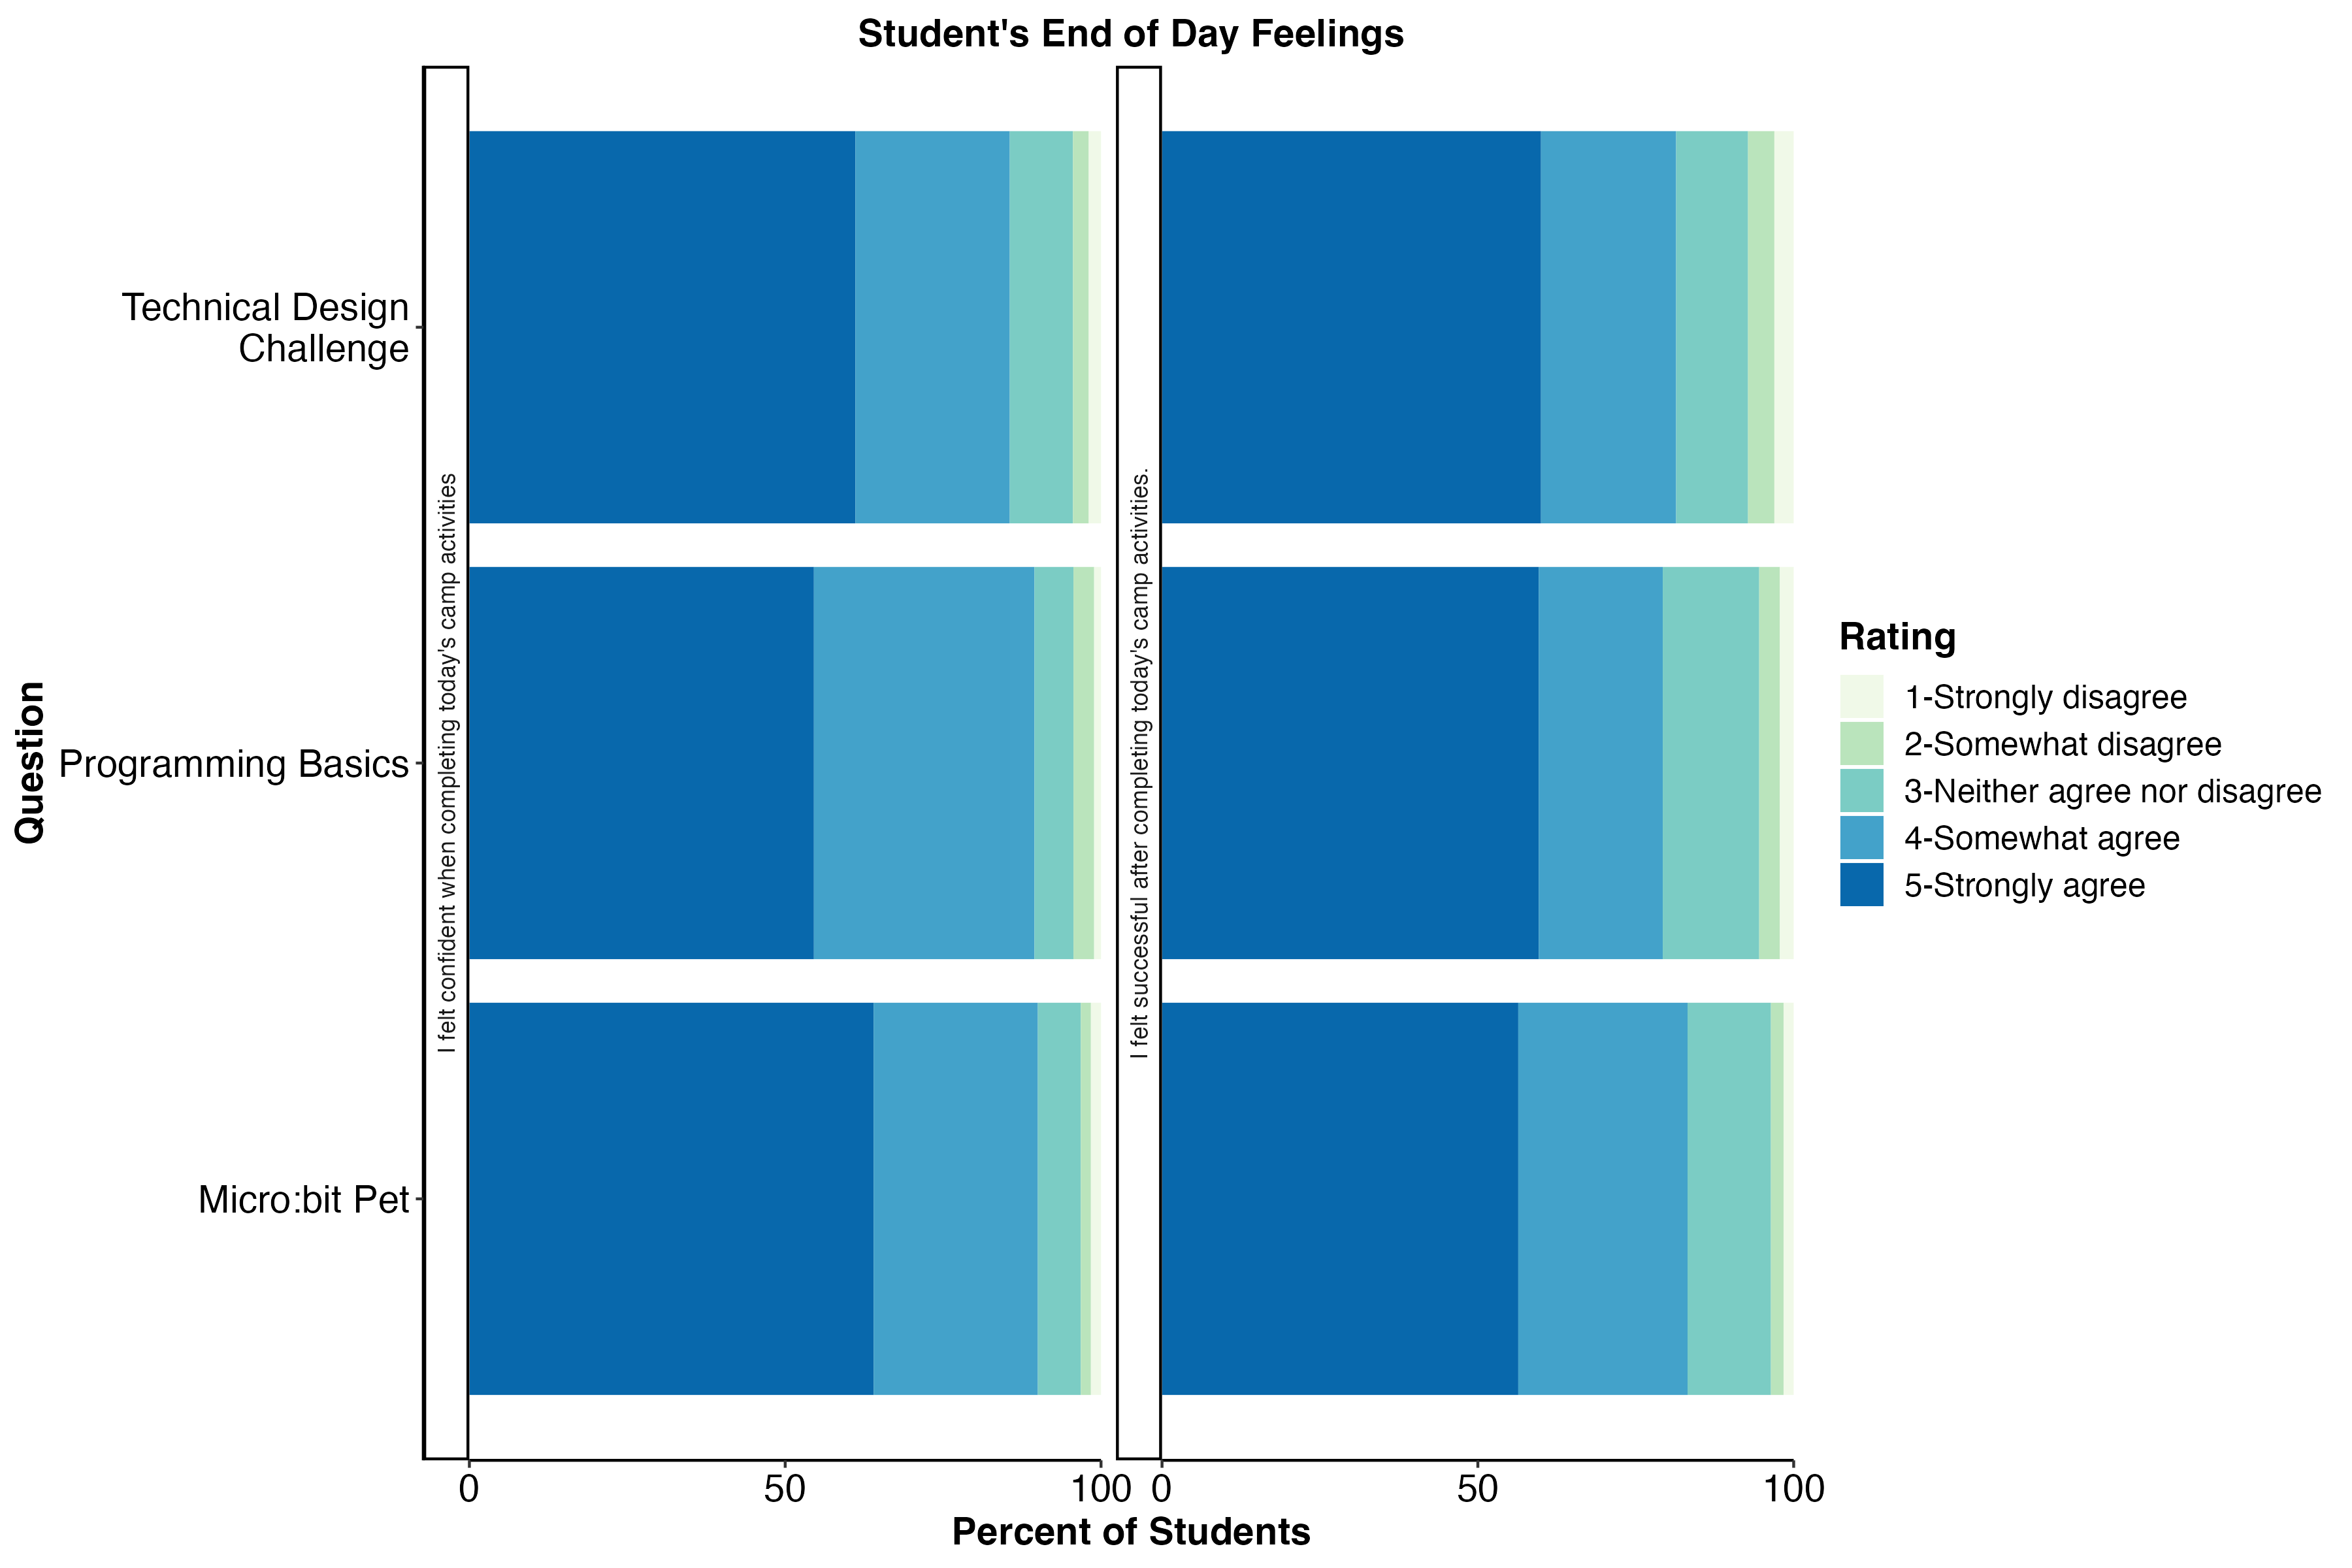 Student's End of Day Feelings
Question
Technical Design
Challenge
Programming Basics
Micro:bit Pet
I felt confident when completing today's camp activities
I felt successful after completing today's camp activities.
0 50 100 0 50 100
Percent of Students
Rating
1-Strongly disagree
2-Somewhat disagree
3-Neither agree nor disagree
4-Somewhat agree
5-Strongly agree